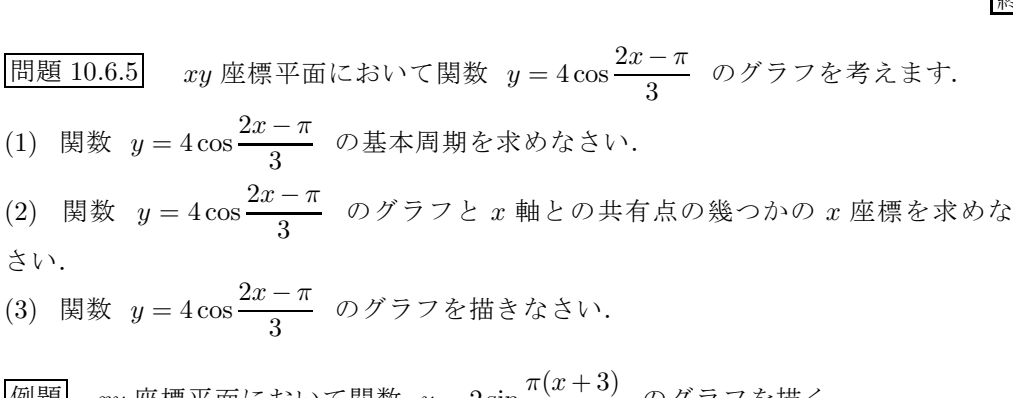 問題 10.6.5 xy 座標平面において関数 y = 4 cos (2x − π)/3 のグラフを考えます.
(1) 関数 y = 4 cos (2x − π)/3 の基本周期を求めなさい.
(2) 関数 y = 4 cos (2x − π)/3 のグラフと x 軸との共有点の幾つかの x 座標を求めな
さい.
(3) 関数 y = 4 cos (2x − π)/3 のグラフを描きなさい.
例題 xy 座標平面において関数 y = 2 sin π(x + 3) のグラフを描く